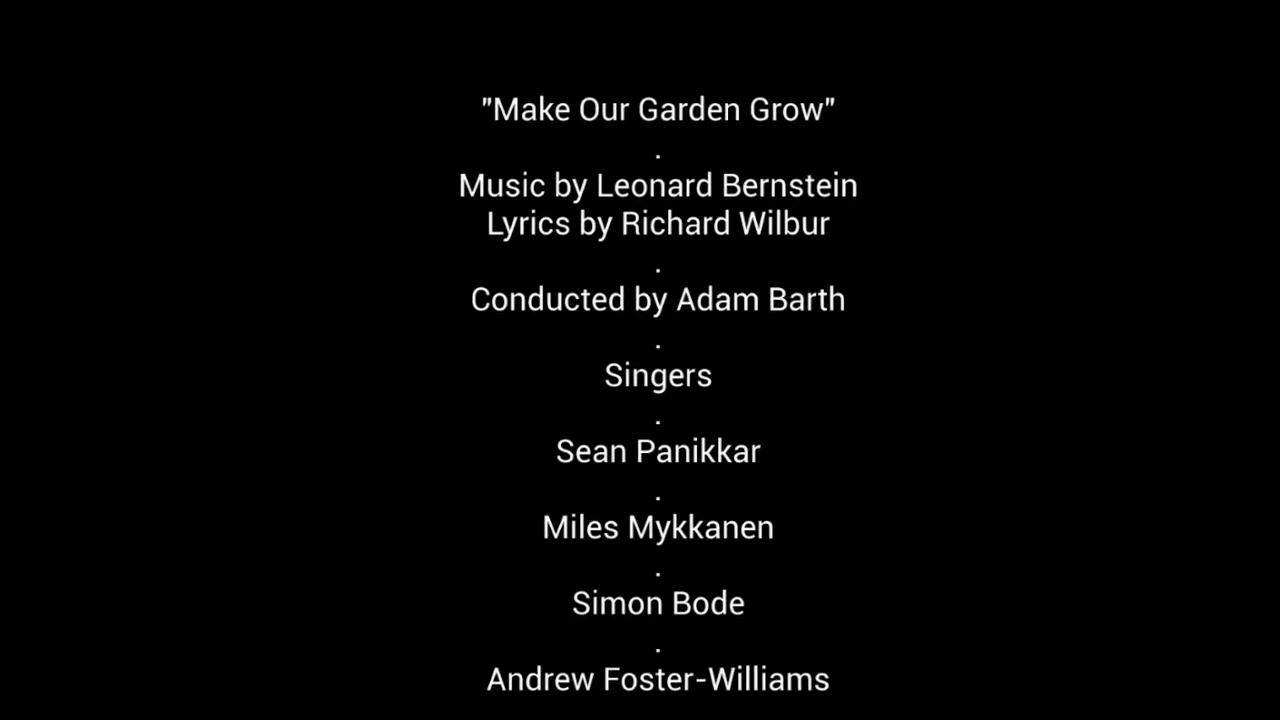 "Make Our Garden Grow"
.
Music by Leonard Bernstein
Lyrics by Richard Wilbur
.
Conducted by Adam Barth
.
Singers
.
Sean Panikkar
.
Miles Mykkanen
.
Simon Bode
.
Andrew Foster-Williams